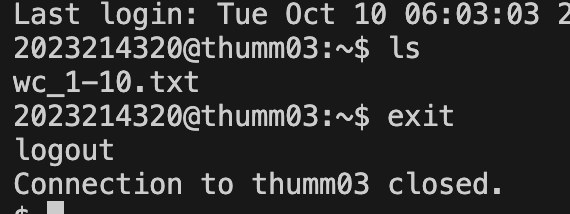 Last login: Tue Oct 10 06:03:03 2
2023214320@thumm03:~$ ls
wc_1-10.txt
2023214320@thumm03:~$ exit
logout
Connection to thumm03 closed.
$